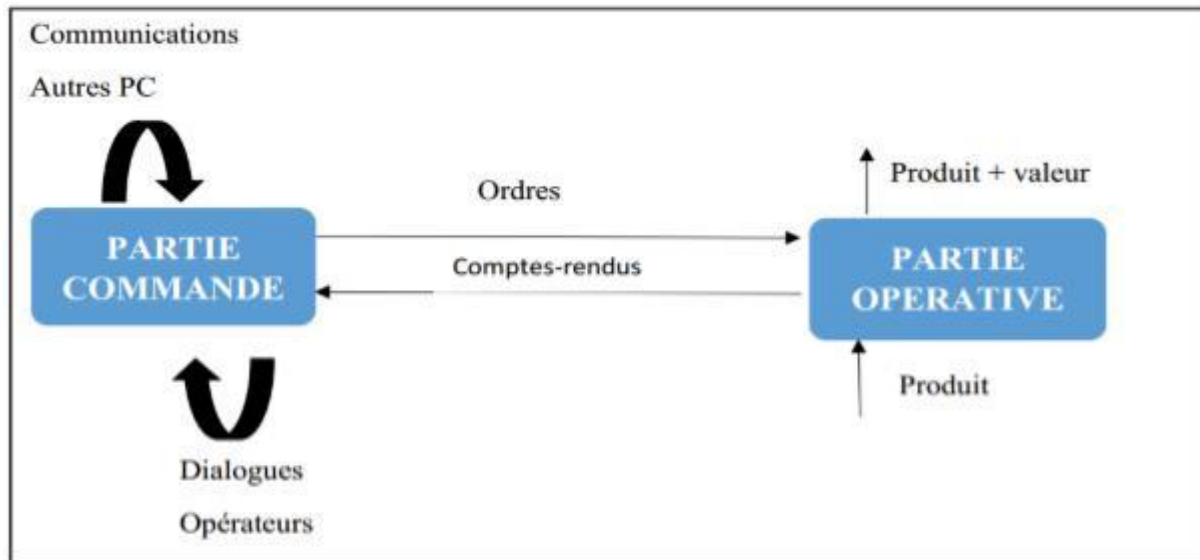 Communications
Autres PC
Ordres
Produit + valeur
PARTIE
COMMANDE
Comptes-rendus
PARTIE
OPERATIVE
Produit
Dialogues
Opérateurs